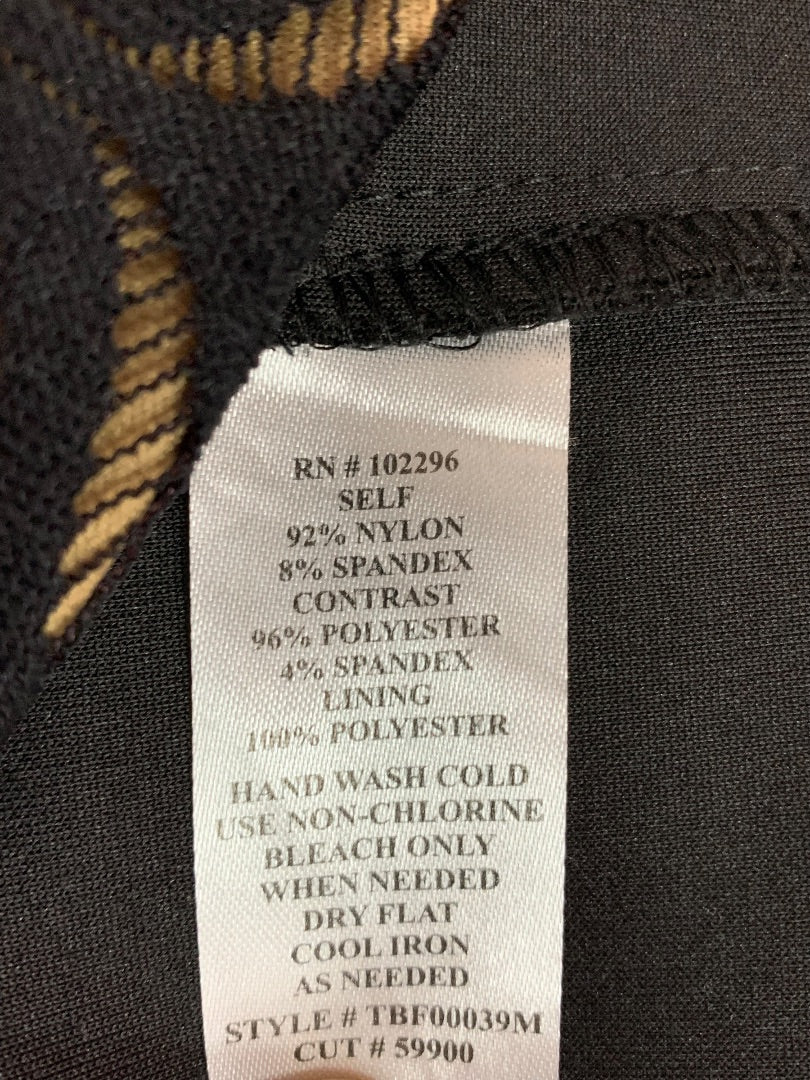 RN # 102296
SELF
92% NYLON
8% SPANDEX
CONTRAST
96% POLYESTER
4% SPANDEX
LINING
100% POLYESTER
HAND WASH COLD
USE NON-CHLORINE
BLEACH ONLY
WHEN NEEDED
DRY FLAT
COOL IRON
AS NEEDED
STYLE # TBF00039M
CUT # 59900